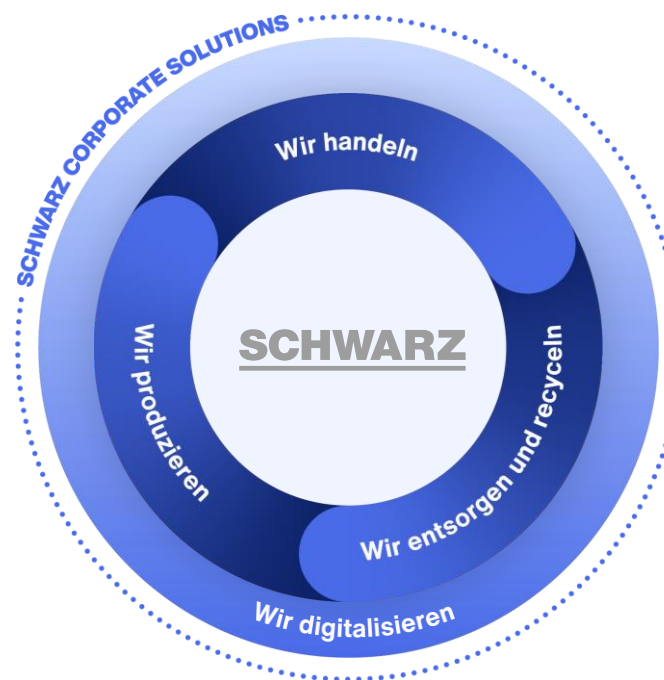 SCHWARZ CORPORATE SOLUTIONS
Wir handeln
SCHWARZ
Wir produzieren
Wir entsorgen und recyceln
Wir digitalisieren